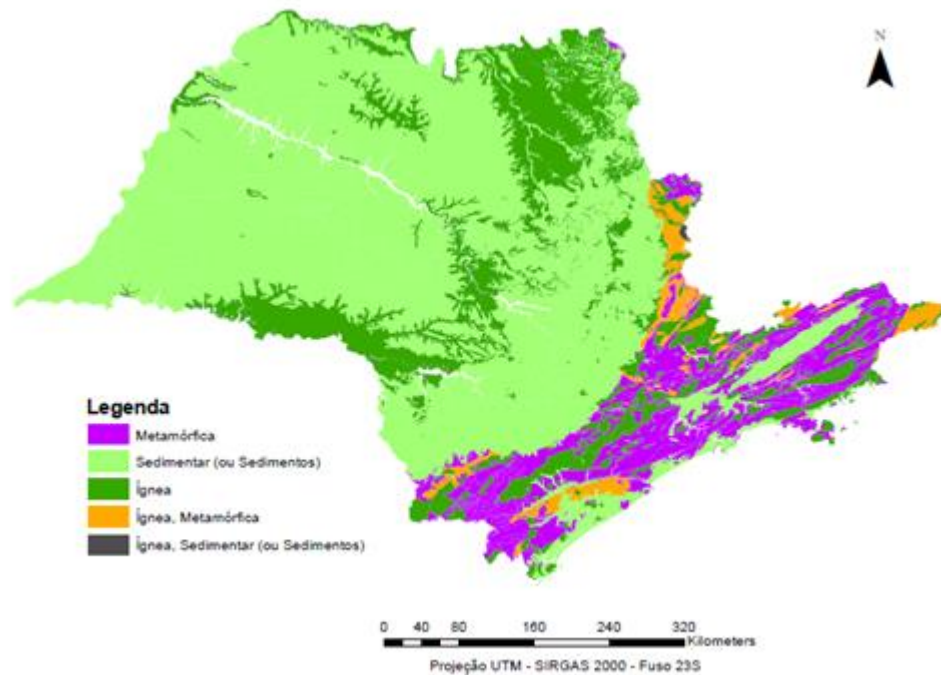 N
Legenda
Metamórfica
Sedimentar (ou Sedimentos)
Ígnea
Ígnea, Metamórfica
Ígnea, Sedimentar (ou Sedimentos)
0 40 80 160 240 320
Kilometers
Projeção UTM - SIRGAS 2000 - Fuso 23S